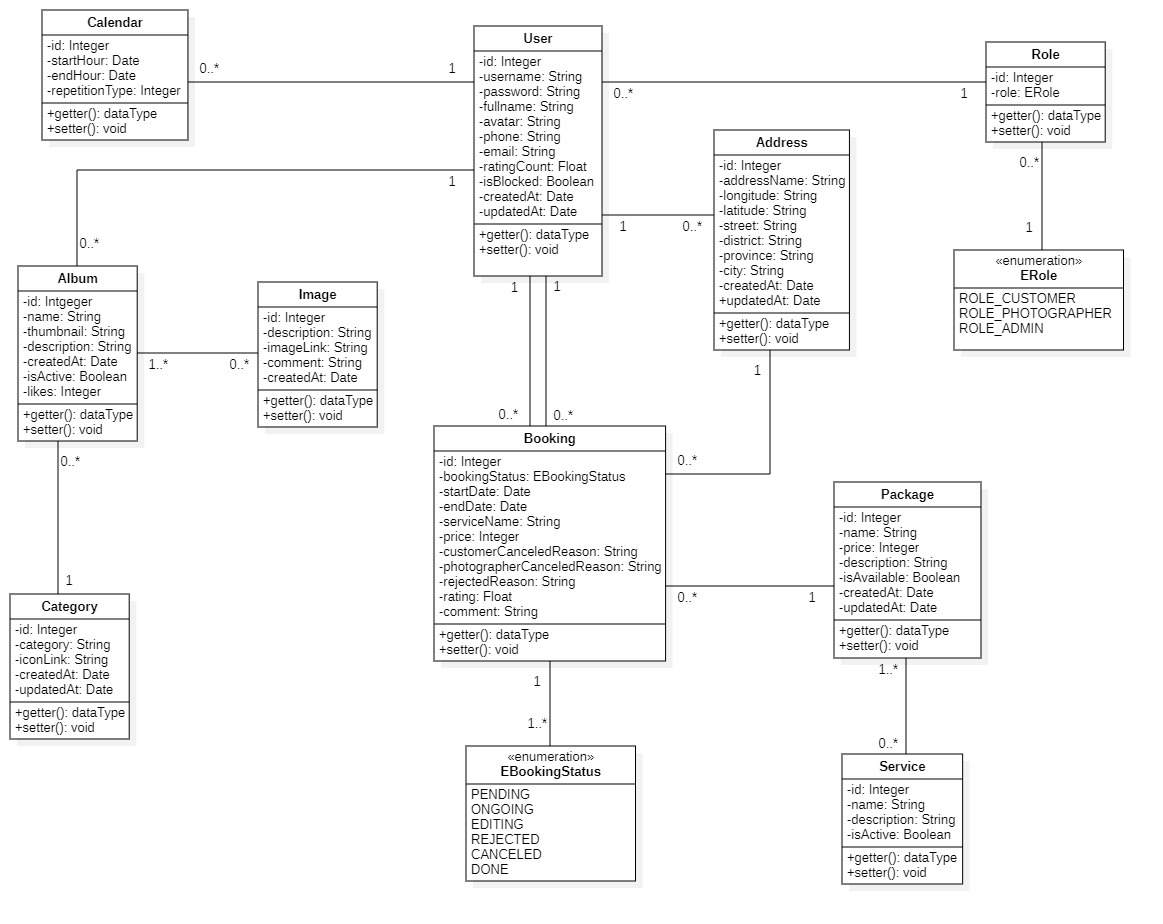 Calendar
-id: Integer
-startHour: Date
-endHour: Date
-repetitionType: Integer
+getter(): dataType
+setter(): void
0..*
1
User
-id: Integer
-username: String
-password: String
-fullname: String
-avatar: String
-phone: String
-email: String
-ratingCount: Float
-isBlocked: Boolean
-createdAt: Date
-updatedAt: Date
+getter(): dataType
+setter(): void
0..*
1
Role
-id: Integer
-role: ERole
+getter(): dataType
+setter(): void
0..*
1
«enumeration»
ERole
ROLE_CUSTOMER
ROLE_PHOTOGRAPHER
ROLE_ADMIN
Address
-id: Integer
-addressName: String
-longitude: String
-latitude: String
-street: String
-district: String
-province: String
-city: String
-createdAt: Date
+updatedAt: Date
+getter(): dataType
+setter(): void
1
0..*
1
0..*
1
0..*
Album
-id: Intgeger
-name: String
-thumbnail: String
-description: String
-createdAt: Date
-isActive: Boolean
-likes: Integer
+getter(): dataType
+setter(): void
1..*
0..*
Image
-id: Integer
-description: String
-imageLink: String
-comment: String
-createdAt: Date
+getter(): dataType
+setter(): void
0..*
1
Category
-id: Integer
-category: String
-iconLink: String
-createdAt: Date
-updatedAt: Date
+getter(): dataType
+setter(): void
1
1
0..*
0..*
Booking
-id: Integer
-bookingStatus: EBookingStatus
-startDate: Date
-endDate: Date
-serviceName: String
-price: Integer
-customerCanceledReason: String
-photographerCanceledReason: String
-rejectedReason: String
-rating: Float
-comment: String
+getter(): dataType
+setter(): void
0..*
1
Package
-id: Integer
-name: String
-price: Integer
-description: String
-isAvailable: Boolean
-createdAt: Date
-updatedAt: Date
+getter(): dataType
+setter(): void
1..*
0..*
Service
-id: Integer
-name: String
-description: String
-isActive: Boolean
+getter(): dataType
+setter(): void
1
1..*
«enumeration»
EBookingStatus
PENDING
ONGOING
EDITING
REJECTED
CANCELED
DONE